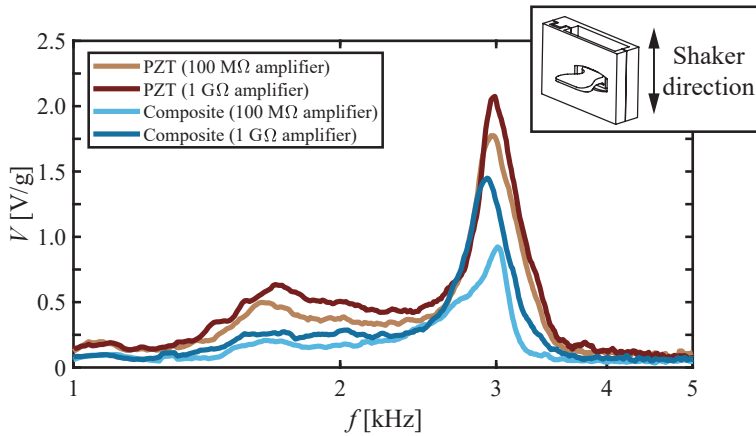 2.5
2.0
1.5
1.0
0.5
0
V [V/g]
PZT (100 MΩ amplifier)
PZT (1 GΩ amplifier)
Composite (100 MΩ amplifier)
Composite (1 GΩ amplifier)
Shaker
direction
1
2
3
4
5
f [kHz]